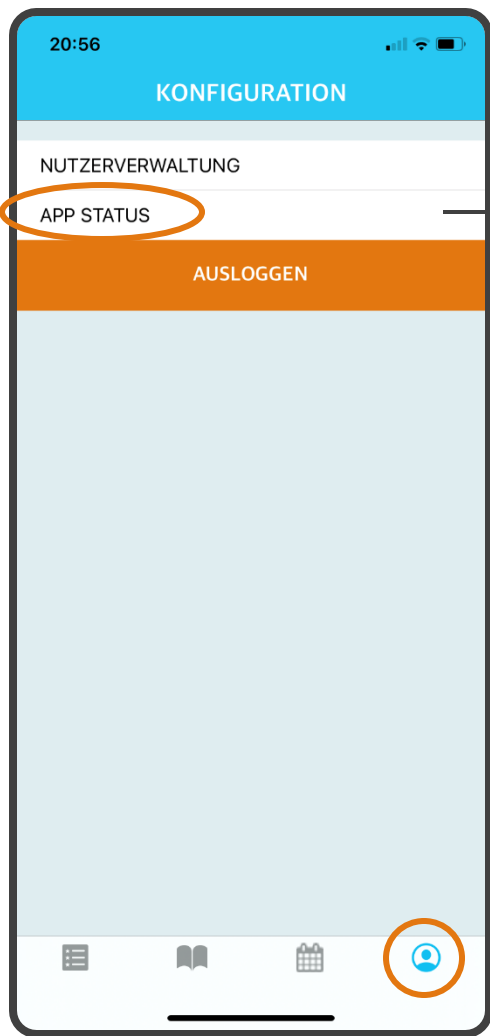 20:56
KONFIGURATION
NUTZERVERWALTUNG
APP STATUS
AUSLOGGEN